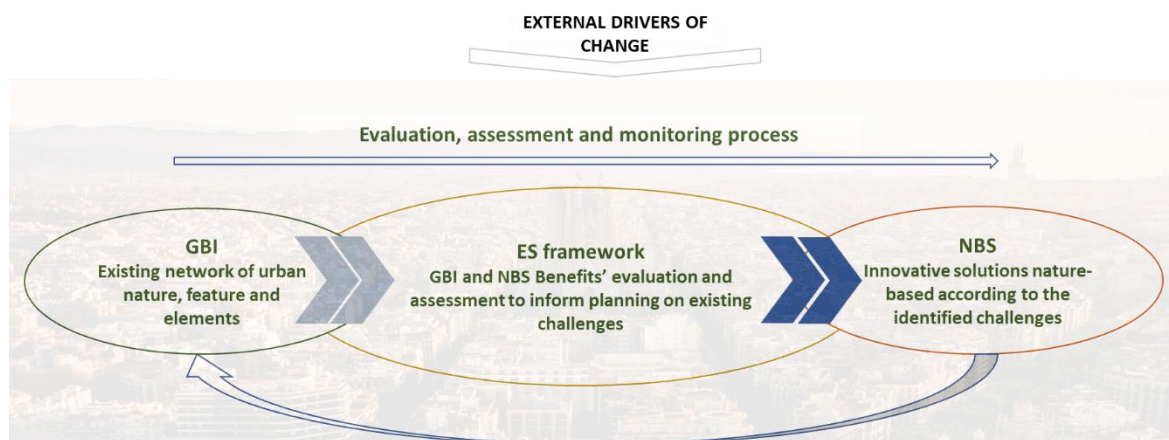 EXTERNAL DRIVERS OF
CHANGE
Evaluation, assessment and monitoring process
GBI
Existing network of urban
nature, feature and
elements
ES framework
GBI and NBS Benefits’ evaluation and
assessment to inform planning on existing
challenges
NBS
Innovative solutions nature-
based according to the
identified challenges